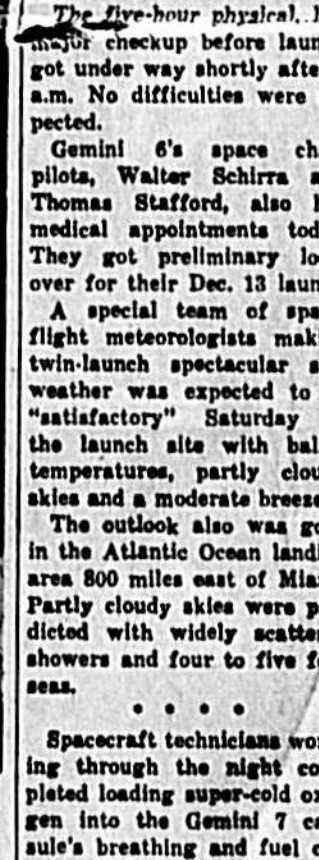 The five-hour physical,
major checkup before laun
got under way shortly afte
a.m. No difficulties were
pected.
Gemini 6's space ch
pilots, Walter Schirra a
Thomas Stafford, also h
medical appointments tod
They got preliminary lo
over for their Dec. 13 laun
A special team of spa
flight meteorologists maki
twin-launch spectacular s
weather was expected to
"satisfactory" Saturday
the launch site with bal
temperatures, partly clou
skies and a moderate breeze
The outlook also was go
in the Atlantic Ocean landi
area 800 miles east of Mia
Partly cloudy skies were p
dicted with widely scatter
showers and four to five f
seas.
• • • •
Spacecraft technicians wor
ing through the night co
pleted loading super-cold ox
gen into the Gemini 7 ca
sule's breathing and fuel c